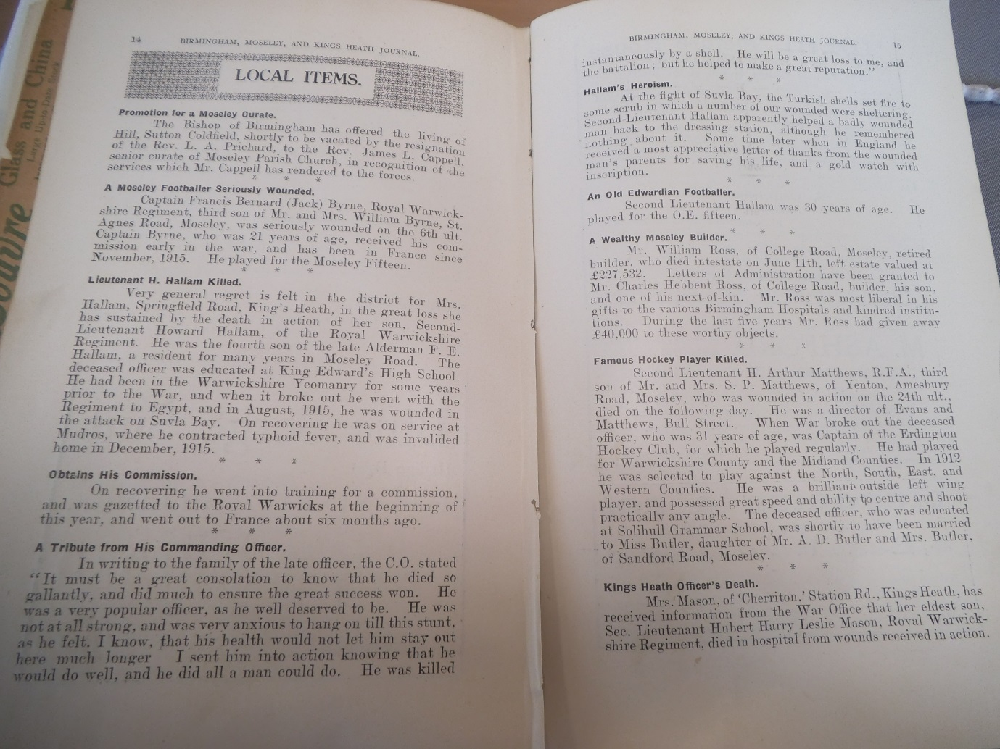 Glass and China
Large Up-to-Date Stock
14 BIRMINGHAM, MOSELEY, AND KINGS HEATH JOURNAL.
LOCAL ITEMS.
Promotion for a Moseley Curate.
The Bishop of Birmingham has offered the living of
Hill, Sutton Coldfield, shortly to be vacated by the resignation
of the Rev. L. A. Prichard, to the Rev. James L. Cappell,
senior curate of Moseley Parish Church, in recognition of the
services which Mr. Cappell has rendered to the forces.
* * *
A Moseley Footballer Seriously Wounded.
Captain Francis Bernard (Jack) Byrne, Royal Warwick-
shire Regiment, third son of Mr. and Mrs. William Byrne, St.
Agnes Road, Moseley, was seriously wounded on the 6th ult.
Captain Byrne, who was 21 years of age, received his com-
mission early in the war, and has been in France since
November, 1915. He played for the Moseley Fifteen.
* * *
Lieutenant H. Hallam Killed.
Very general regret is felt in the district for Mrs.
Hallam, Springfield Road, King's Heath, in the great loss she
has sustained by the death in action of her son, Second-
Lieutenant Howard Hallam, of the Royal Warwickshire
Regiment. He was the fourth son of the late Alderman F. E.
Hallam, a resident for many years in Moseley Road. The
deceased officer was educated at King Edward's High School.
He had been in the Warwickshire Yeomanry for some years
prior to the War, and when it broke out he went with the
Regiment to Egypt, and in August, 1915, he was wounded in
the attack on Suvla Bay. On recovering he was on service at
Mudros, where he contracted typhoid fever, and was invalided
home in December, 1915.
* * *
Obtains His Commission.
On recovering he went into training for a commission,
and was gazetted to the Royal Warwicks at the beginning of
this year, and went out to France about six months ago.
* * *
A Tribute from His Commanding Officer.
In writing to the family of the late officer, the C.O. stated
"It must be a great consolation to know that he died so
gallantly, and did much to ensure the great success won. He
was a very popular officer, as he well deserved to be. He was
not at all strong, and was very anxious to hang on till this stunt,
as he felt, I know, that his health would not let him stay out
here much longer I sent him into action knowing that he
would do well, and he did all a man could do. He was killed
BIRMINGHAM, MOSELEY, AND KINGS HEATH JOURNAL. 15
instantaneously by a shell. He will be a great loss to me, and
the battalion; but he helped to make a great reputation."
* * *
Hallam's Heroism.
At the fight of Suvla Bay, the Turkish shells set fire to
some scrub in which a number of our wounded were sheltering.
Second-Lieutenant Hallam apparently helped a badly wounded
man back to the dressing station, although he remembered
nothing about it. Some time later when in England he
received a most appreciative letter of thanks from the wounded
man's parents for saving his life, and a gold watch with
inscription.
* * *
An Old Edwardian Footballer.
Second Lieutenant Hallam was 30 years of age. He
played for the O.E. fifteen.
* * *
A Wealthy Moseley Builder.
Mr. William Ross, of College Road, Moseley, retired
builder, who died intestate on June 11th, left estate valued at
£227,532. Letters of Administration have been granted to
Mr. Charles Hebbent Ross, of College Road, builder, his son,
and one of his next-of-kin. Mr. Ross was most liberal in his
gifts to the various Birmingham Hospitals and kindred institu-
tions. During the last five years Mr. Ross had given away
£40,000 to these worthy objects.
* * *
Famous Hockey Player Killed.
Second Lieutenant H. Arthur Matthews, R.F.A., third
son of Mr. and Mrs. S. P. Matthews, of Yenton, Amesbury
Road, Moseley, who was wounded in action on the 24th ult.,
died on the following day. He was a director of Evans and
Matthews, Bull Street. When War broke out the deceased
officer, who was 31 years of age, was Captain of the Erdington
Hockey Club, for which he played regularly. He had played
for Warwickshire County and the Midland Counties. In 1912
he was selected to play against the North, South, East, and
Western Counties. He was a brilliant outside left wing
player, and possessed great speed and ability to centre and shoot
practically any angle. The deceased officer, who was educated
at Solihull Grammar School, was shortly to have been married
to Miss Butler, daughter of Mr. A. D. Butler and Mrs. Butler,
of Sandford Road, Moseley.
* * *
Kings Heath Officer's Death.
Mrs. Mason, of 'Cherriton,' Station Rd., Kings Heath, has
received information from the War Office that her eldest son,
Sec. Lieutenant Hubert Harry Leslie Mason, Royal Warwick-
shire Regiment, died in hospital from wounds received in action.